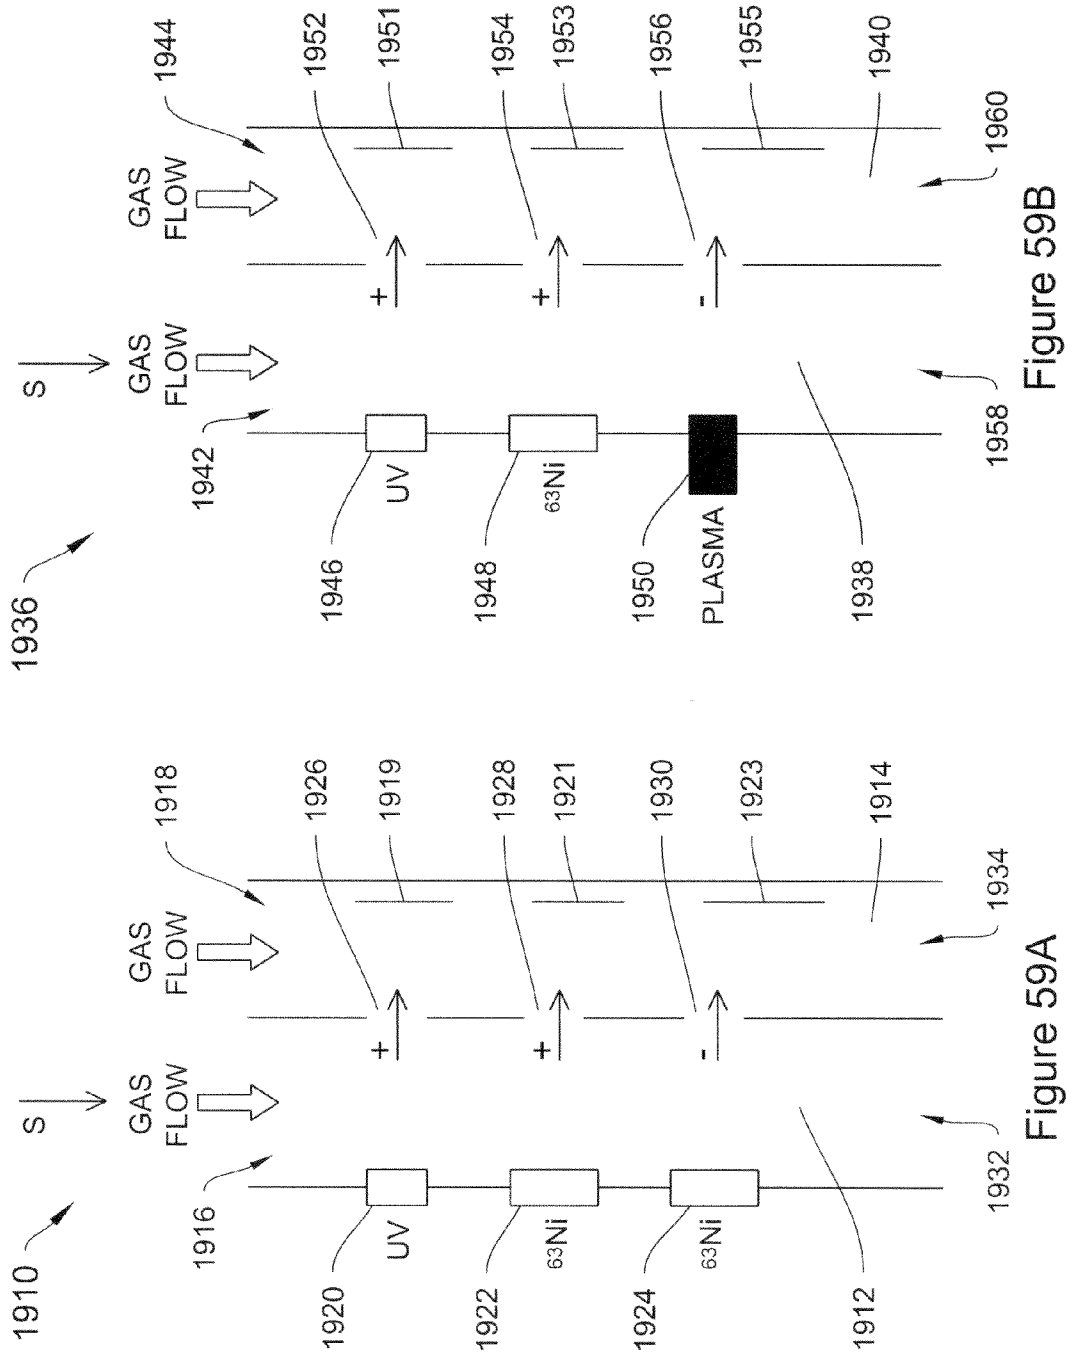 1910
S
GAS
FLOW
GAS
FLOW
1916
1918
1920
UV
+
1926
1919
1922
63Ni
+
1928
1921
1924
63Ni
-
1930
1923
1912
1914
1932
1934
Figure 59A
1936
S
GAS
FLOW
GAS
FLOW
1942
1944
1946
UV
+
1952
1951
1948
63Ni
+
1954
1953
1950
PLASMA
-
1956
1955
1938
1940
1958
1960
Figure 59B